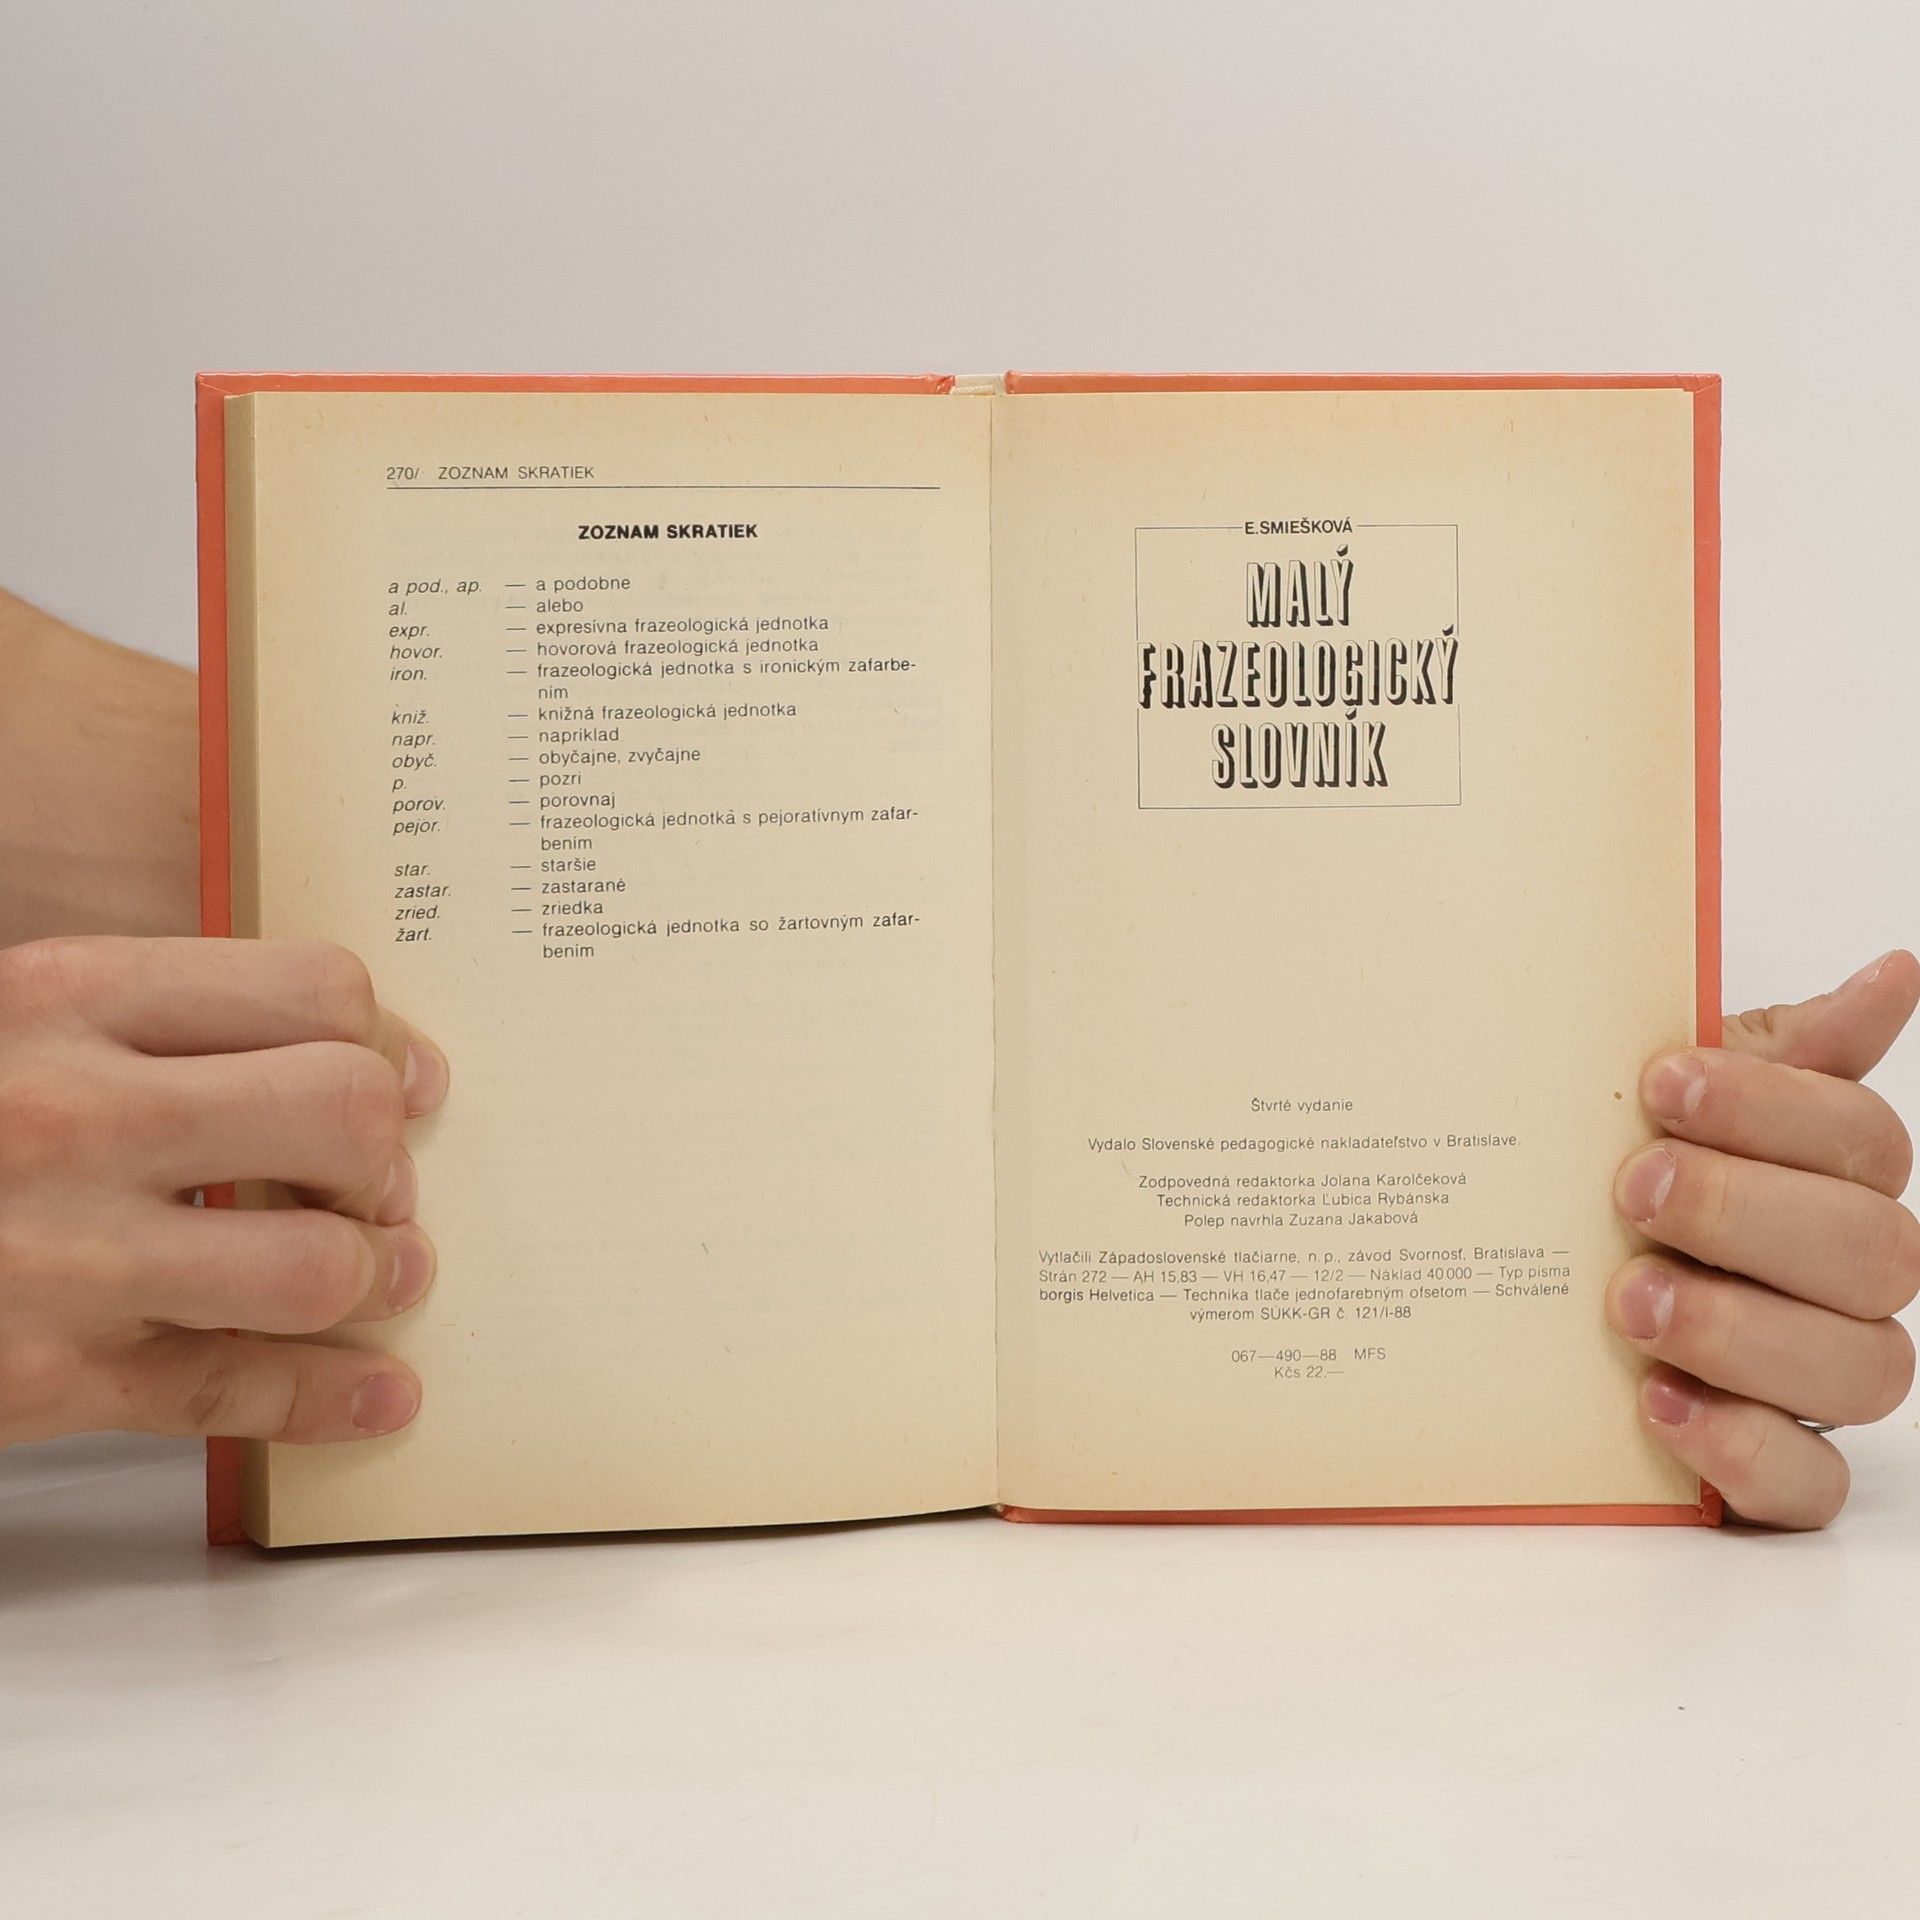 270/ ZOZNAM SKRATIEK
ZOZNAM SKRATIEK
a pod., ap. — a podobne
al. — alebo
expr. — expresívna frazeologická jednotka
hovor. — hovorová frazeologická jednotka
iron. — frazeologická jednotka s ironickým zafarbe-
ním
kniž. — knižná frazeologická jednotka
napr. — napríklad
obyč. — obyčajne, zvyčajne
p. — pozri
porov. — porovnaj
pejor. — frazeologická jednotka s pejoratívnym zafar-
bením
star. — staršie
zastar. — zastarané
zried. — zriedka
žart. — frazeologická jednotka so žartovným zafar-
bením
E. SMIEŠKOVÁ
MALÝ
FRAZEOLOGICKÝ
SLOVNÍK
Štvrté vydanie
Vydalo Slovenské pedagogické nakladateľstvo v Bratislave.
Zodpovedná redaktorka Jolana Karolčeková
Technická redaktorka Ľubica Rybánska
Polep navrhla Zuzana Jakabová
Vytlačili Západoslovenské tlačiarne, n. p., závod Svornosť, Bratislava —
Strán 272 — AH 15,83 — VH 16,47 — 12/2 — Náklad 40 000 — Typ písma
borgis Helvetica — Technika tlače jednofarebným ofsetom — Schválené
výmerom SÚKK-GR č. 121/I-88
067—490—88 MFS
Kčs 22,—